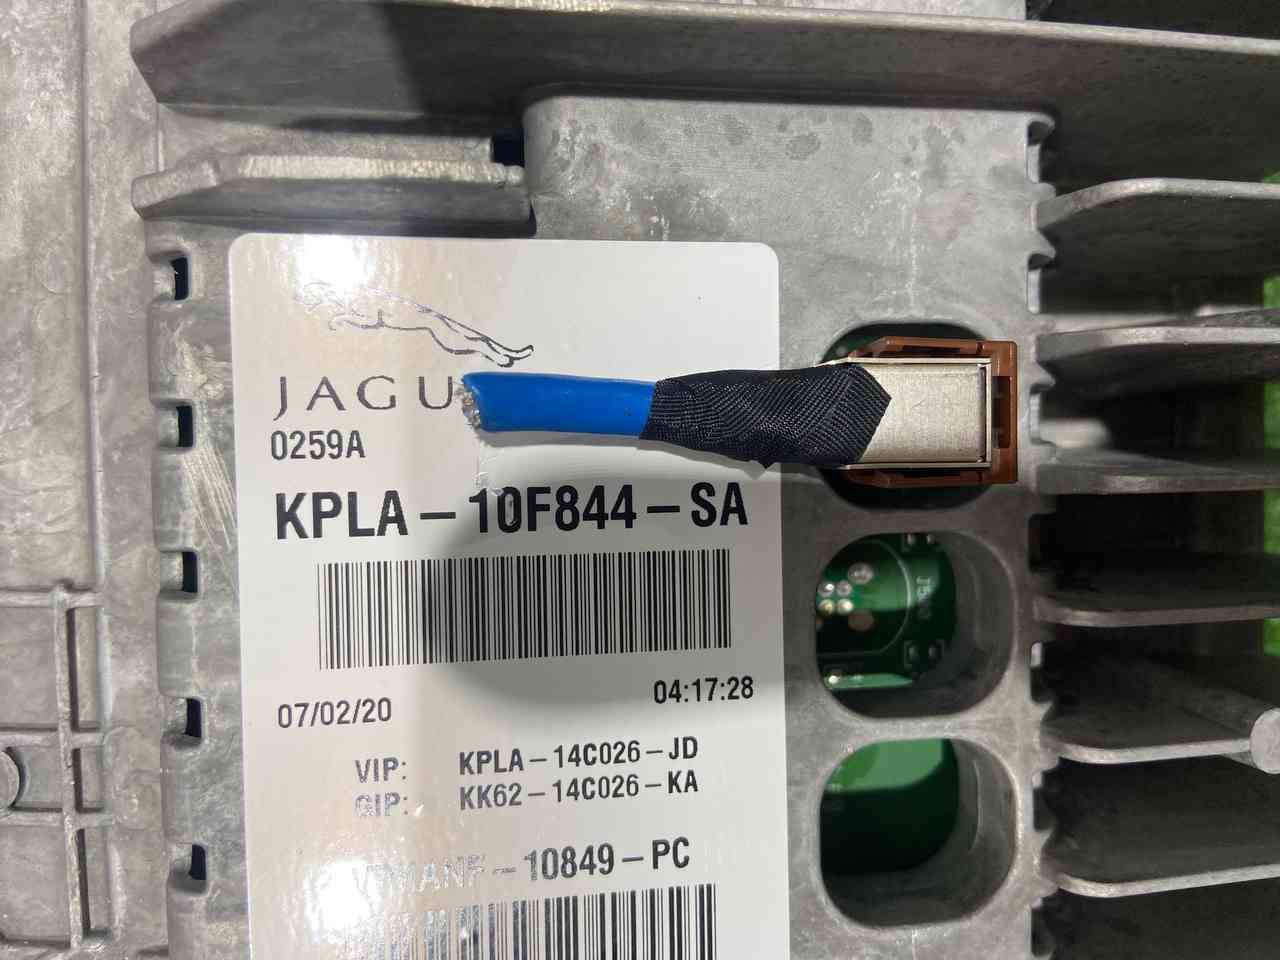 JAGU
0259A
KPLA-10F844-SA
07/02/20 04:17:28
VIP: KPLA-14C026-JD
GIP: KK62-14C026-KA
-10849-PC